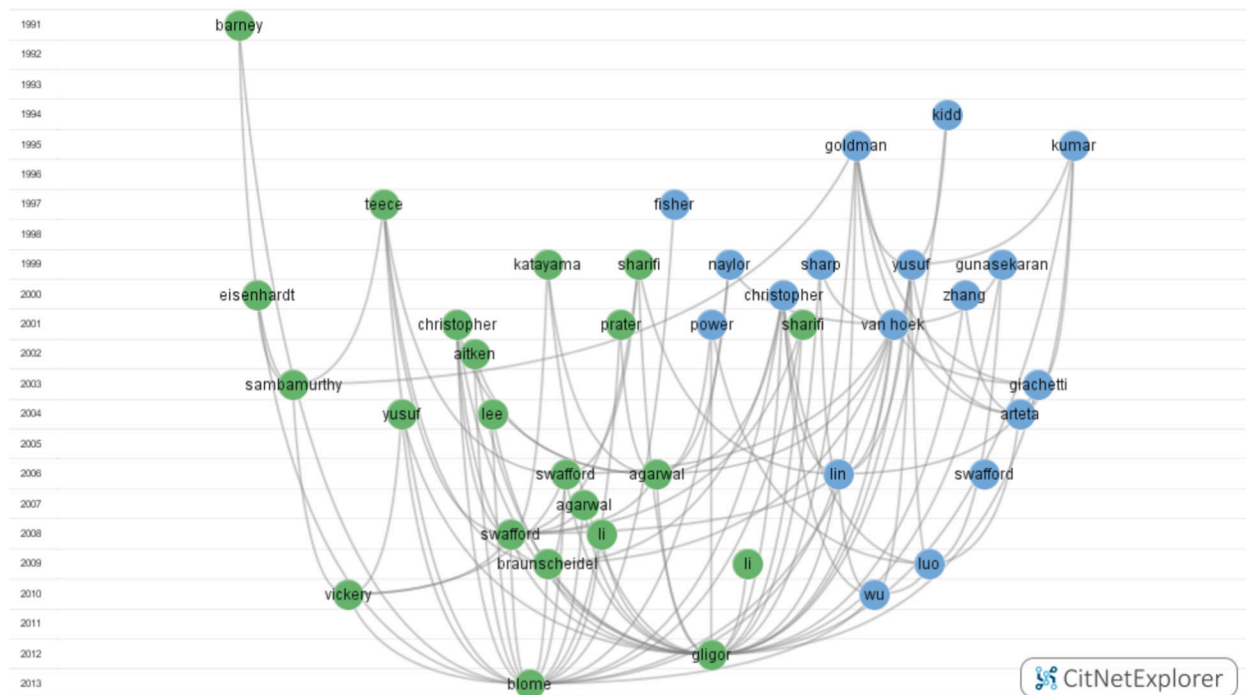 1991 barney
1992
1993
1994 kidd
1995 goldman kumar
1996
1997 teece fisher
1998
1999 katayama sharifi naylor sharp yusuf gunasekaran
2000 eisenhardt christopher zhang
2001 christopher prater power sharifi van hoek
2002 aitken
2003 sambamurthy giachetti
2004 yusuf lee arteta
2005
2006 swafford agarwal lin swafford
2007 agarwal
2008 swafford li
2009 braunscheidel li luo
2010 vickery wu
2011
2012 gligor
2013 blome
CitNetExplorer